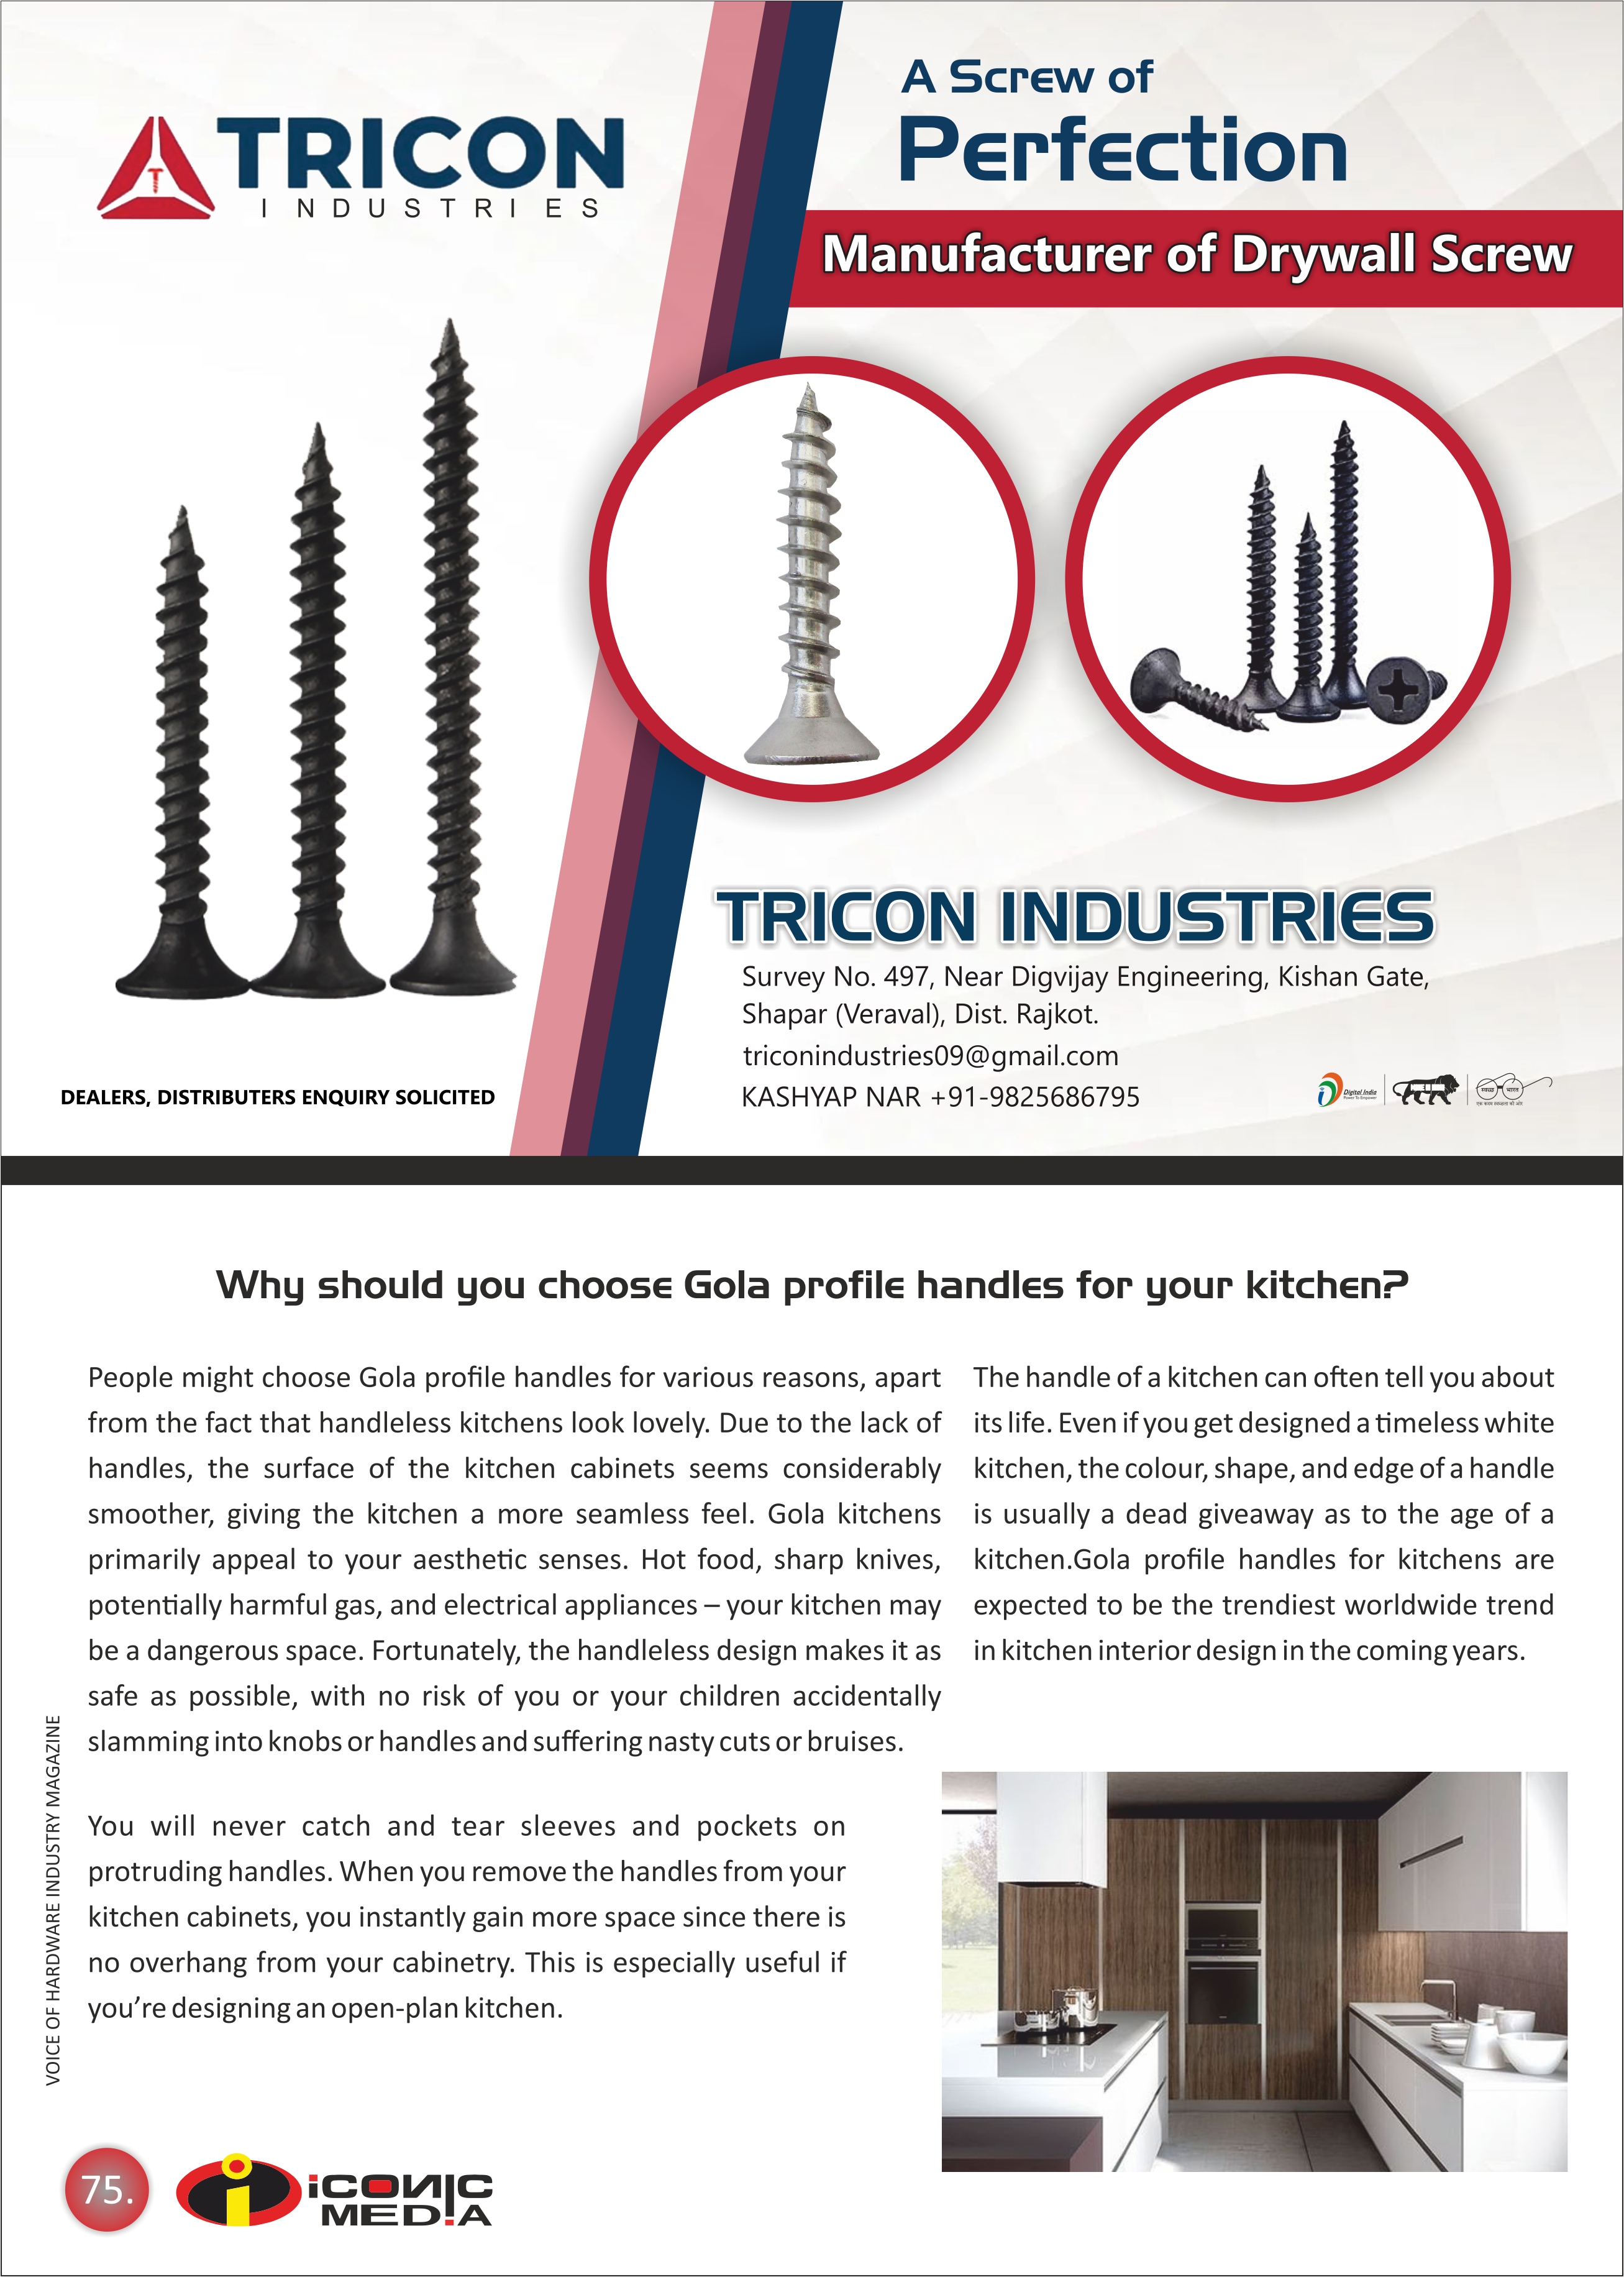 TRICON
INDUSTRIES
A Screw of
Perfection
Manufacturer of Drywall Screw
TRICON INDUSTRIES
Survey No. 497, Near Digvijay Engineering, Kishan Gate,
Shapar (Veraval), Dist. Rajkot.
triconindustries09@gmail.com
KASHYAP NAR +91-9825686795
DEALERS, DISTRIBUTERS ENQUIRY SOLICITED
Digital India
Power To Empower
स्वच्छ भारत
एक कदम स्वच्छता की ओर
Why should you choose Gola profile handles for your kitchen?
People might choose Gola profile handles for various reasons, apart
from the fact that handleless kitchens look lovely. Due to the lack of
handles, the surface of the kitchen cabinets seems considerably
smoother, giving the kitchen a more seamless feel. Gola kitchens
primarily appeal to your aesthetic senses. Hot food, sharp knives,
potentially harmful gas, and electrical appliances – your kitchen may
be a dangerous space. Fortunately, the handleless design makes it as
safe as possible, with no risk of you or your children accidentally
slamming into knobs or handles and suffering nasty cuts or bruises.
You will never catch and tear sleeves and pockets on
protruding handles. When you remove the handles from your
kitchen cabinets, you instantly gain more space since there is
no overhang from your cabinetry. This is especially useful if
you're designing an open-plan kitchen.
The handle of a kitchen can often tell you about
its life. Even if you get designed a timeless white
kitchen, the colour, shape, and edge of a handle
is usually a dead giveaway as to the age of a
kitchen.Gola profile handles for kitchens are
expected to be the trendiest worldwide trend
in kitchen interior design in the coming years.
VOICE OF HARDWARE INDUSTRY MAGAZINE
75.
iCONIC
MEDIA